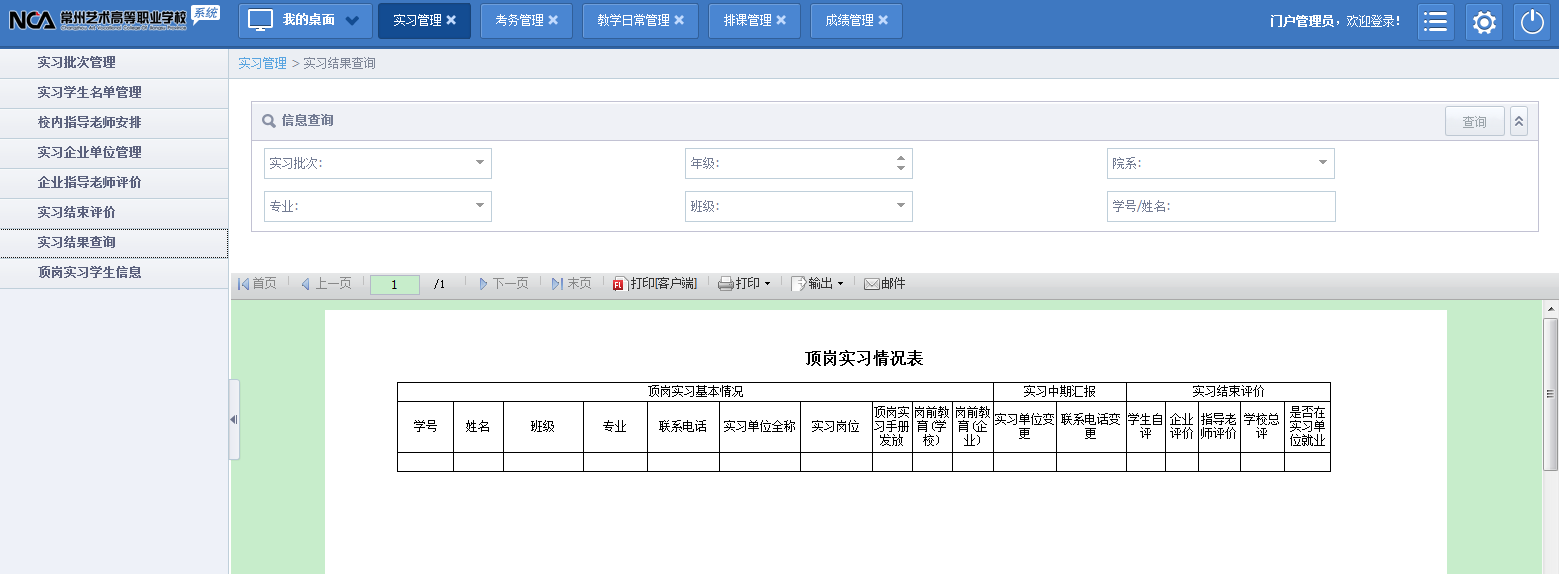 NCA 常州艺术高等职业学校 系统
我的桌面 实习管理 考务管理 教学日常管理 排课管理 成绩管理 门户管理员，欢迎登录！
实习批次管理
实习学生名单管理
校内指导老师安排
实习企业单位管理
企业指导老师评价
实习结束评价
实习结果查询
顶岗实习学生信息
实习管理 > 实习结果查询
信息查询 查询
实习批次： 年级： 院系：
专业： 班级： 学号/姓名：
首页 上一页 1 /1 下一页 末页 打印[客户端] 打印 输出 邮件
顶岗实习情况表
顶岗实习基本情况 实习中期汇报 实习结束评价
学号 姓名 班级 专业 联系电话 实习单位全称 实习岗位 顶岗实习手册发放 岗前教育(学校) 岗前教育(企业) 实习单位变更 联系电话变更 学生自评 企业评价 指导老师评价 学校总评 是否在实习单位就业